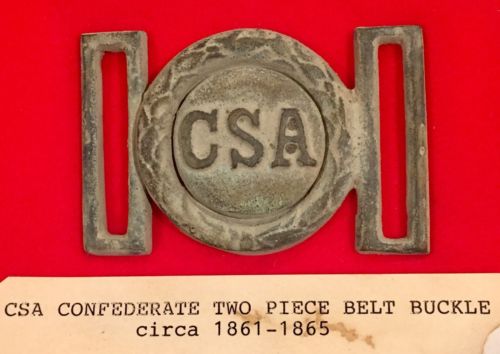 CSA
CSA CONFEDERATE TWO PIECE BELT BUCKLE
circa 1861-1865